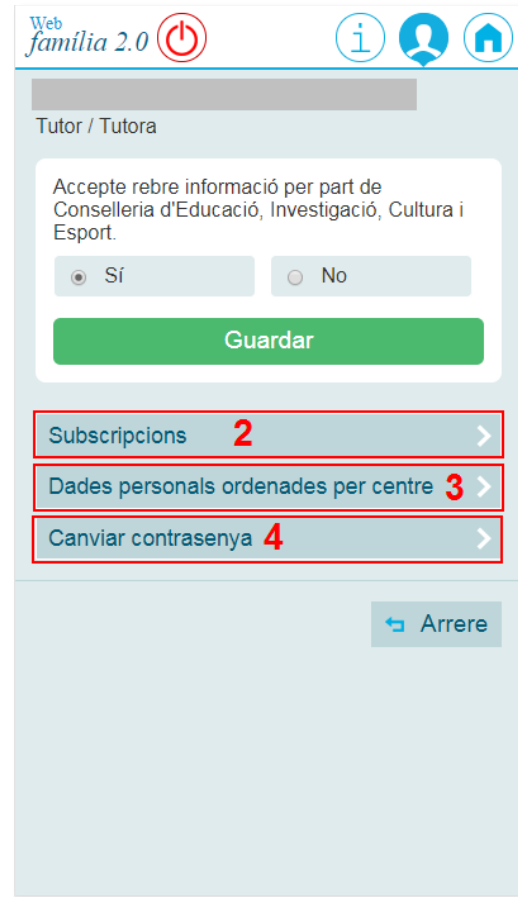 Web
família 2.0
i
Tutor / Tutora
Accepte rebre informació per part de
Conselleria d'Educació, Investigació, Cultura i
Esport.
Sí
No
Guardar
Subscripcions 2
Dades personals ordenades per centre 3
Canviar contrasenya 4
Arrere